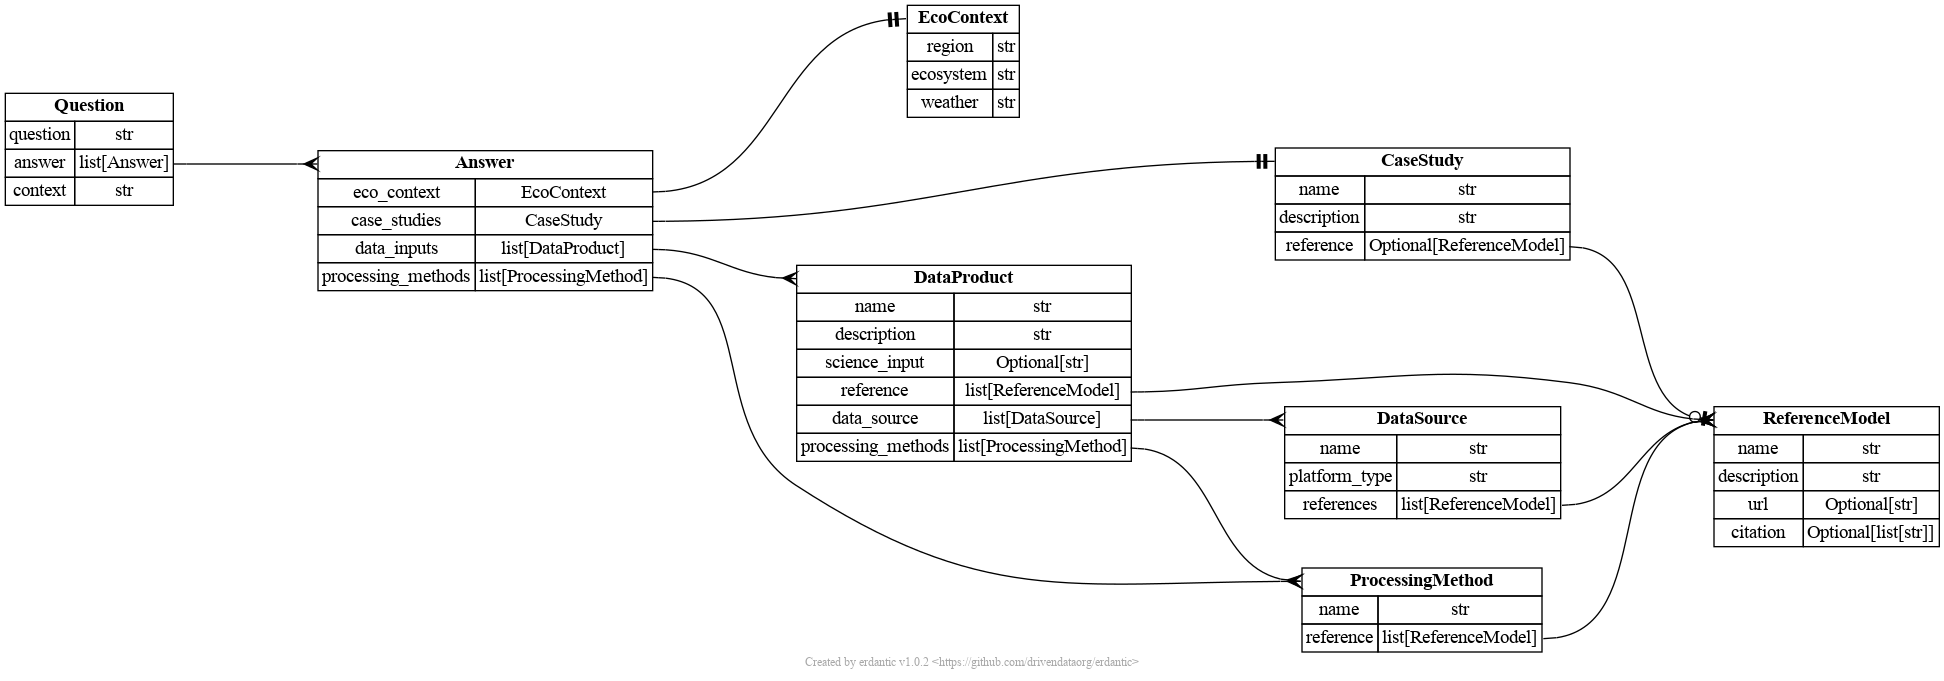 EcoContext
region str
ecosystem str
weather str
Question
question str
answer list[Answer]
context str
Answer
eco_context EcoContext
case_studies CaseStudy
data_inputs list[DataProduct]
processing_methods list[ProcessingMethod]
CaseStudy
name str
description str
reference Optional[ReferenceModel]
DataProduct
name str
description str
science_input Optional[str]
reference list[ReferenceModel]
data_source list[DataSource]
processing_methods list[ProcessingMethod]
DataSource
name str
platform_type str
references list[ReferenceModel]
ReferenceModel
name str
description str
url Optional[str]
citation Optional[list[str]]
ProcessingMethod
name str
reference list[ReferenceModel]
Created by erdantic v1.0.2 <https://github.com/drivendataorg/erdantic>